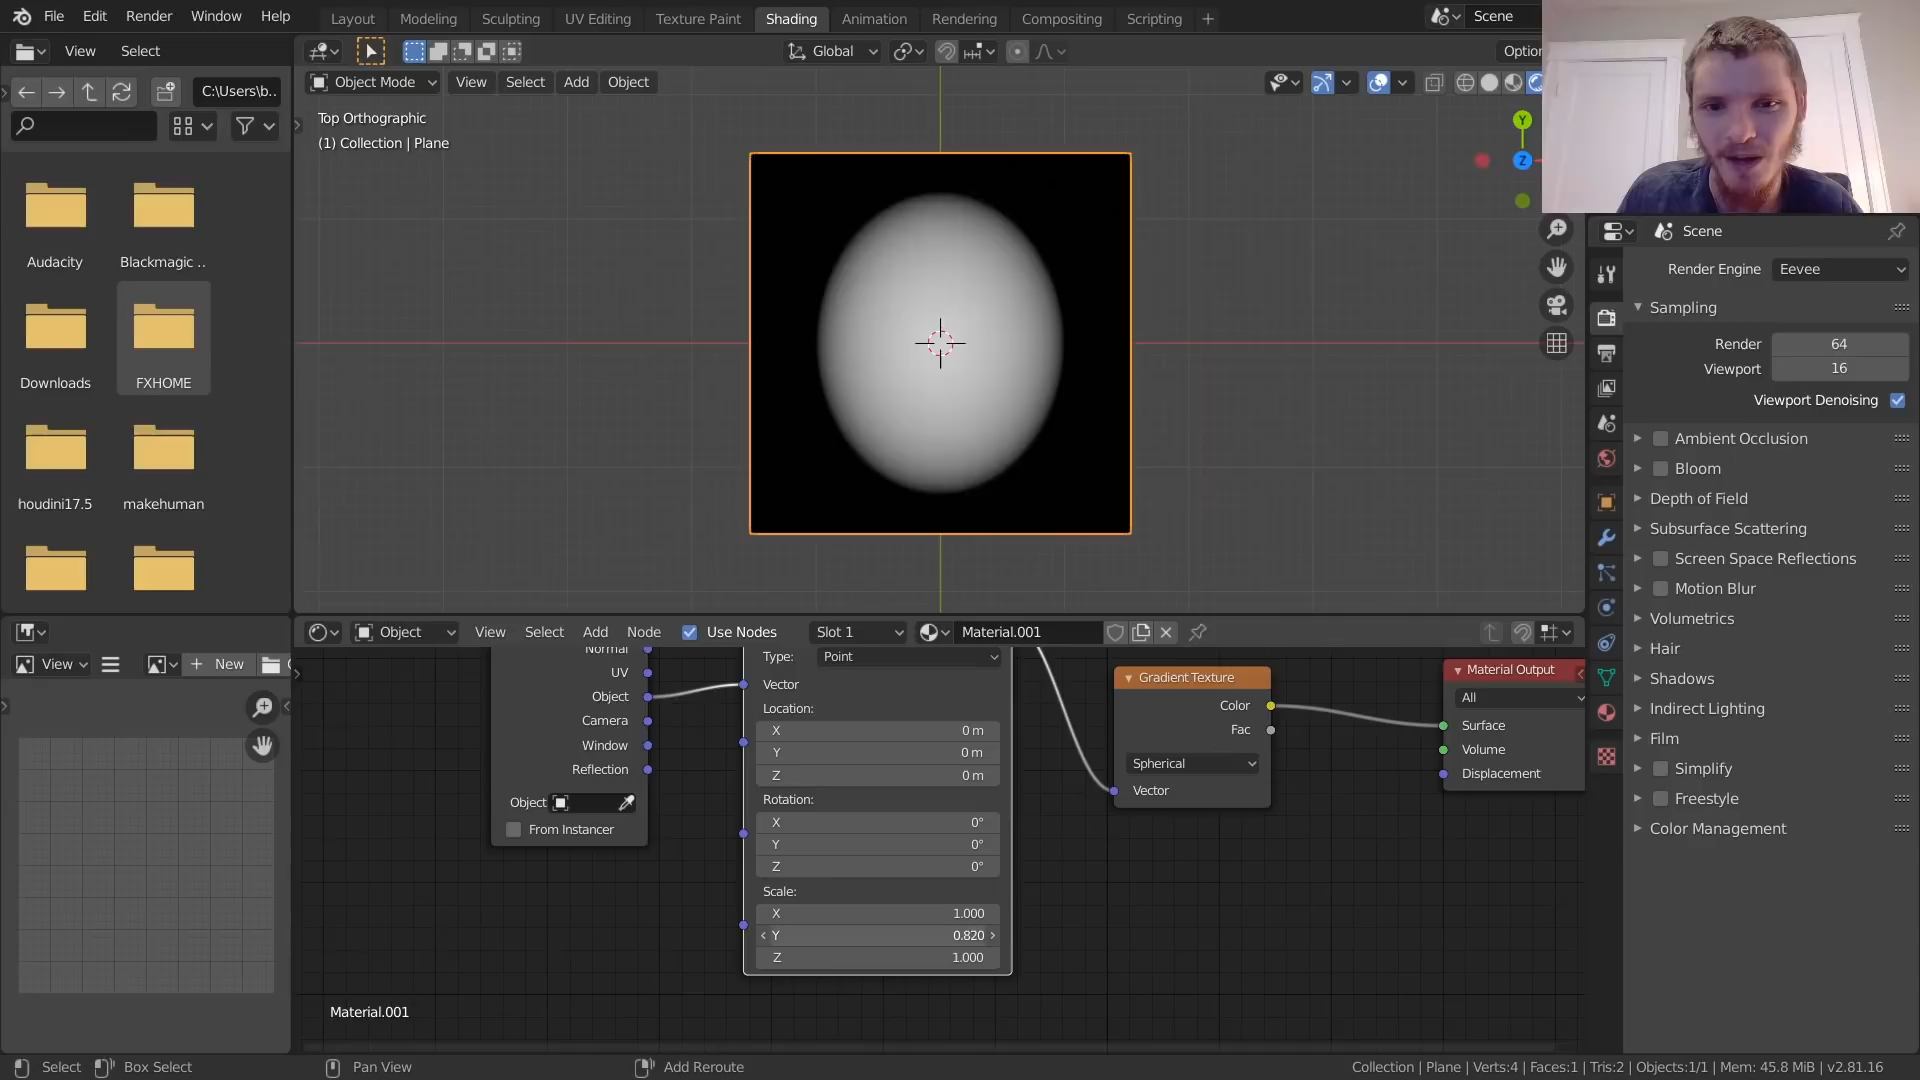 File Edit Render Window Help Layout Modeling Sculpting UV Editing Texture Paint Shading Animation Rendering Compositing Scripting + Scene
View Select
Global
Object Mode View Select Add Object
C:\Users\b..
Top Orthographic
(1) Collection | Plane
Y
Z
Audacity Blackmagic ..
Downloads FXHOME
houdini17.5 makehuman
Scene
Render Engine Eevee
Sampling
Render 64
Viewport 16
Viewport Denoising
Ambient Occlusion
Bloom
Depth of Field
Subsurface Scattering
Screen Space Reflections
Motion Blur
Volumetrics
Hair
Shadows
Indirect Lighting
Film
Simplify
Freestyle
Color Management
Object View Select Add Node Use Nodes Slot 1 Material.001
View New
Normal
UV
Object
Camera
Window
Reflection
Object
From Instancer
Type: Point
Vector
Location:
X 0 m
Y 0 m
Z 0 m
Rotation:
X 0°
Y 0°
Z 0°
Scale:
X 1.000
Y 0.820
Z 1.000
Gradient Texture
Color
Fac
Spherical
Vector
Material Output
All
Surface
Volume
Displacement
Material.001
Select Box Select Pan View Add Reroute Collection | Plane | Verts:4 | Faces:1 | Tris:2 | Objects:1/1 | Mem: 45.8 MiB | v2.81.16